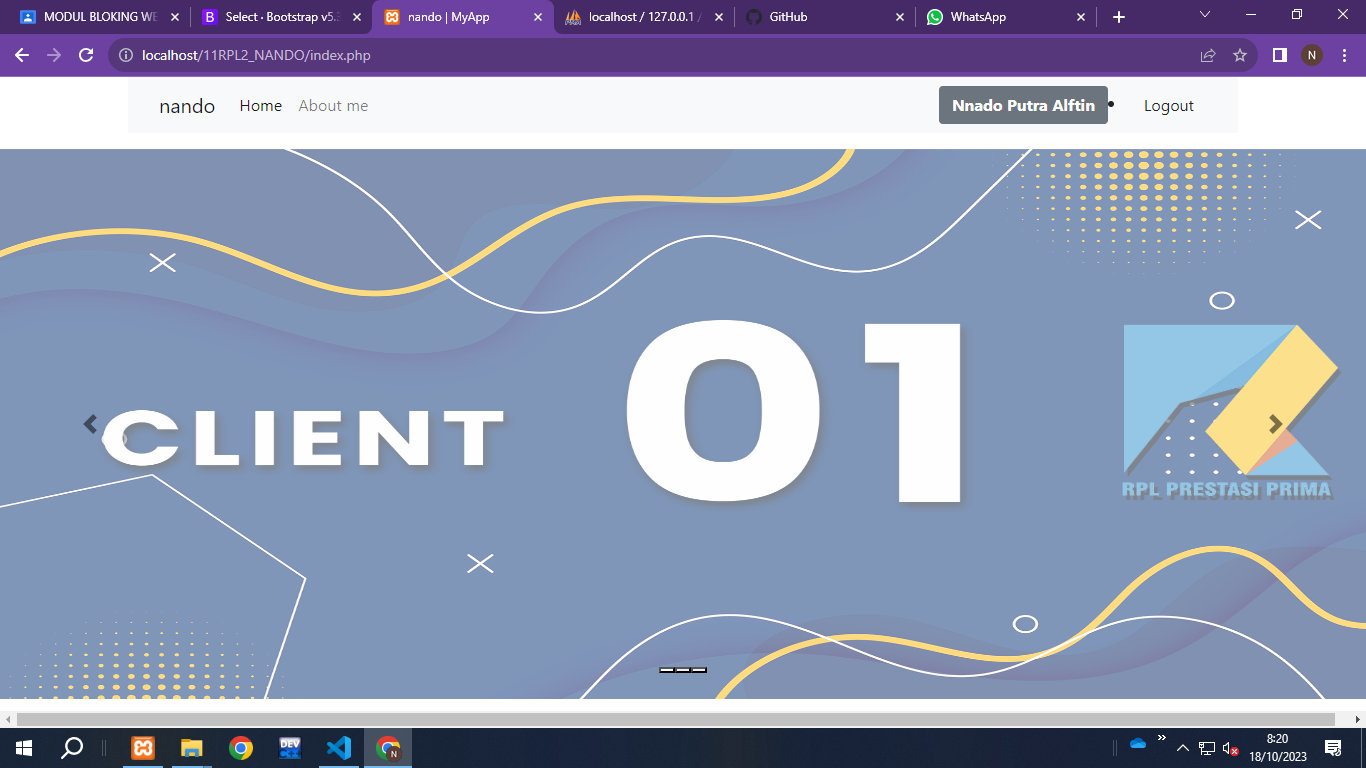 MODUL BLOKING WE
Select · Bootstrap v5.3
nando | MyApp
localhost / 127.0.0.1 /
GitHub
WhatsApp
localhost/11RPL2_NANDO/index.php
N
nando
Home
About me
Nnado Putra Alftin
Logout
CLIENT
01
RPL PRESTASI PRIMA
DEV
N
8:20
18/10/2023